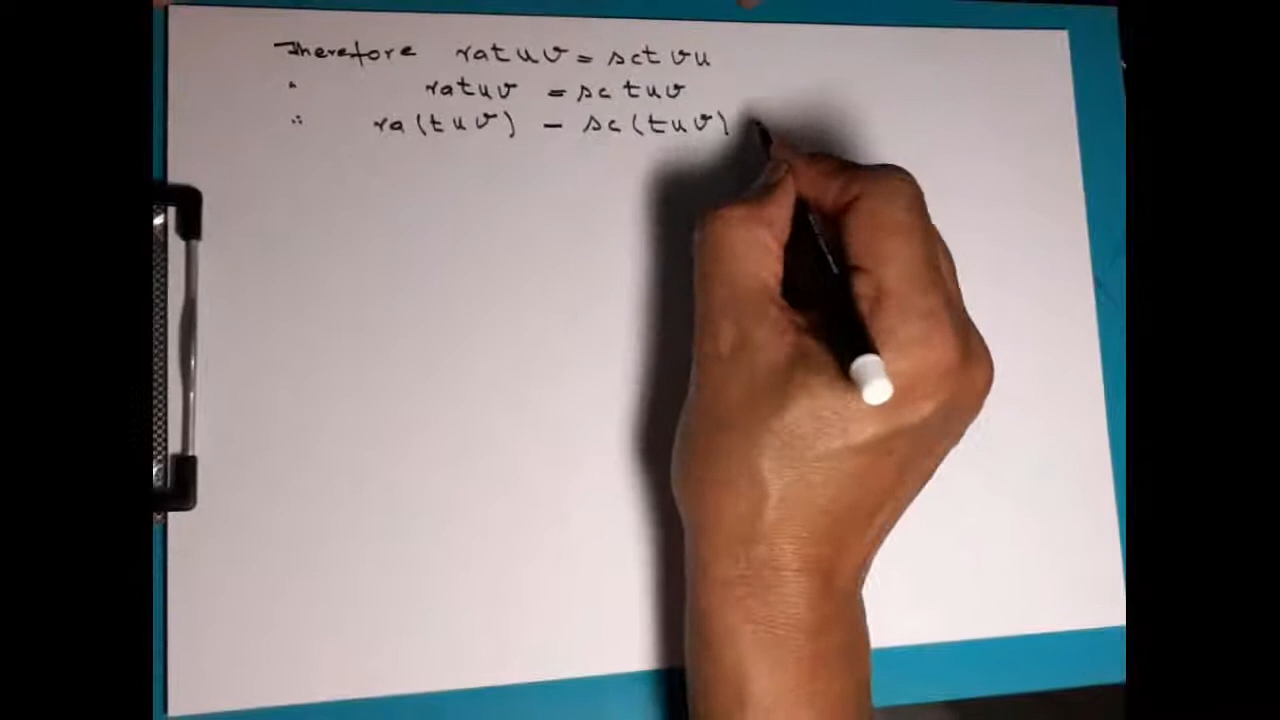 Therefore ratuv = sctvu
" ratuv = sctuv
∴ ra(tuv) - sc(tuv)